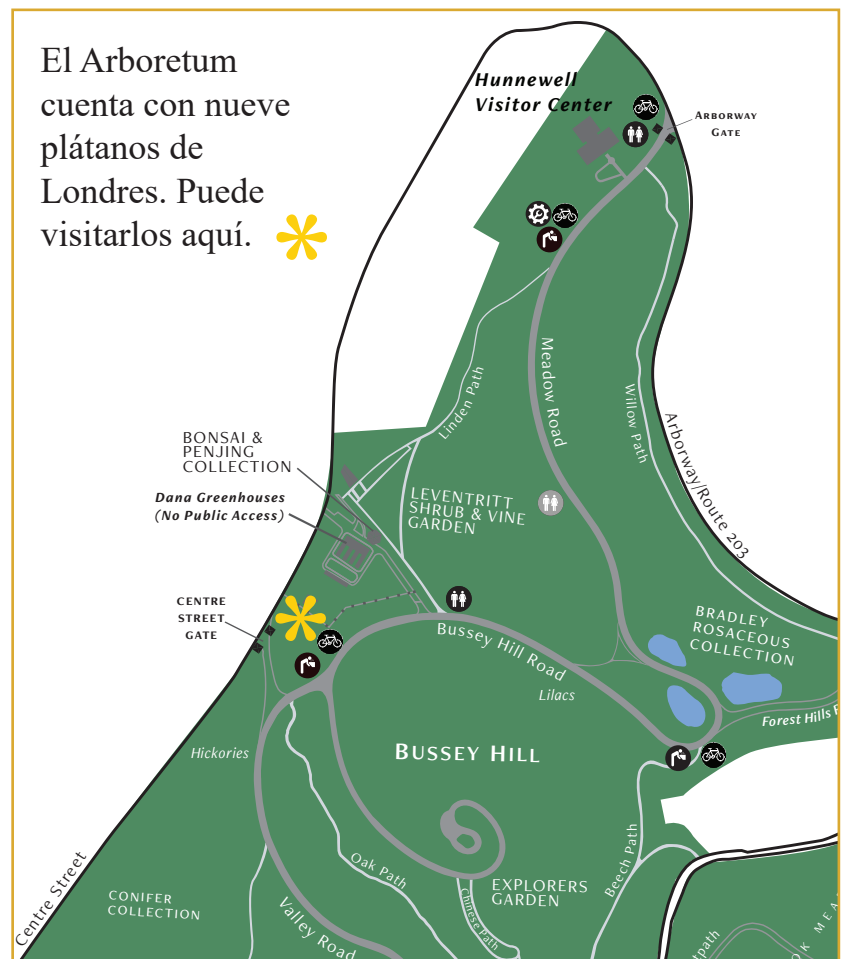 El Arboretum
cuenta con nueve
plátanos de
Londres. Puede
visitarlos aquí.
Hunnewell
Visitor Center
ARBORWAY
GATE
Meadow Road
Linden Path
Willow Path
Arborway/Route 203
BONSAI &
PENJING
COLLECTION
Dana Greenhouses
(No Public Access)
LEVENTRITT
SHRUB & VINE
GARDEN
CENTRE
STREET
GATE
BRADLEY
ROSACEOUS
COLLECTION
Bussey Hill Road
Lilacs
Forest Hills
Hickories
BUSSEY HILL
Oak Path
Beech Path
EXPLORERS
GARDEN
Chinese Path
CONIFER
COLLECTION
Valley Road
Centre Street